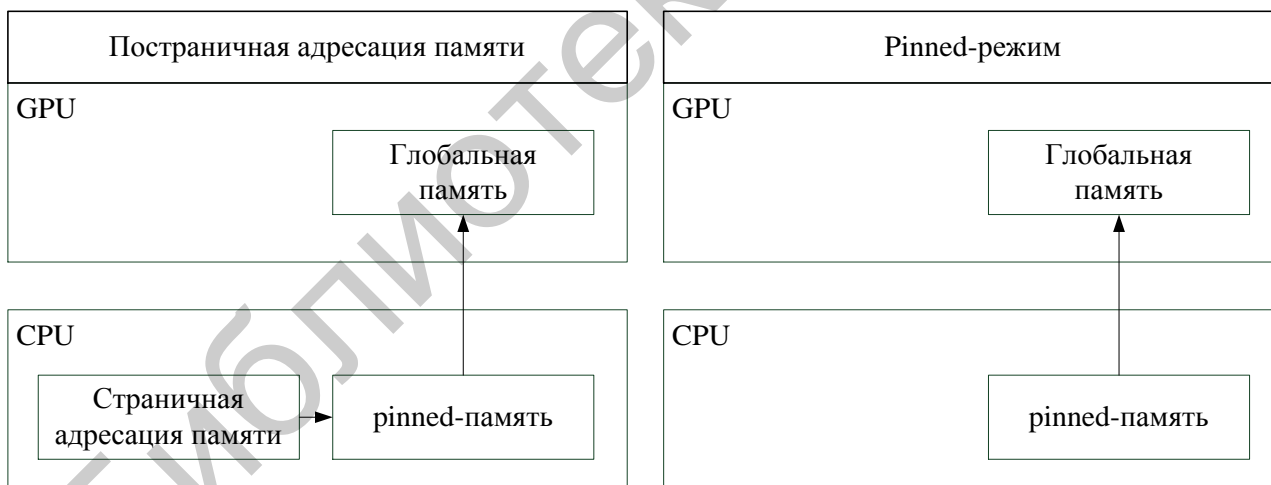 Постраничная адресация памяти
GPU
Глобальная
память
CPU
Страничная
адресация памяти
pinned-память
Pinned-режим
GPU
Глобальная
память
CPU
pinned-память
Библиотек